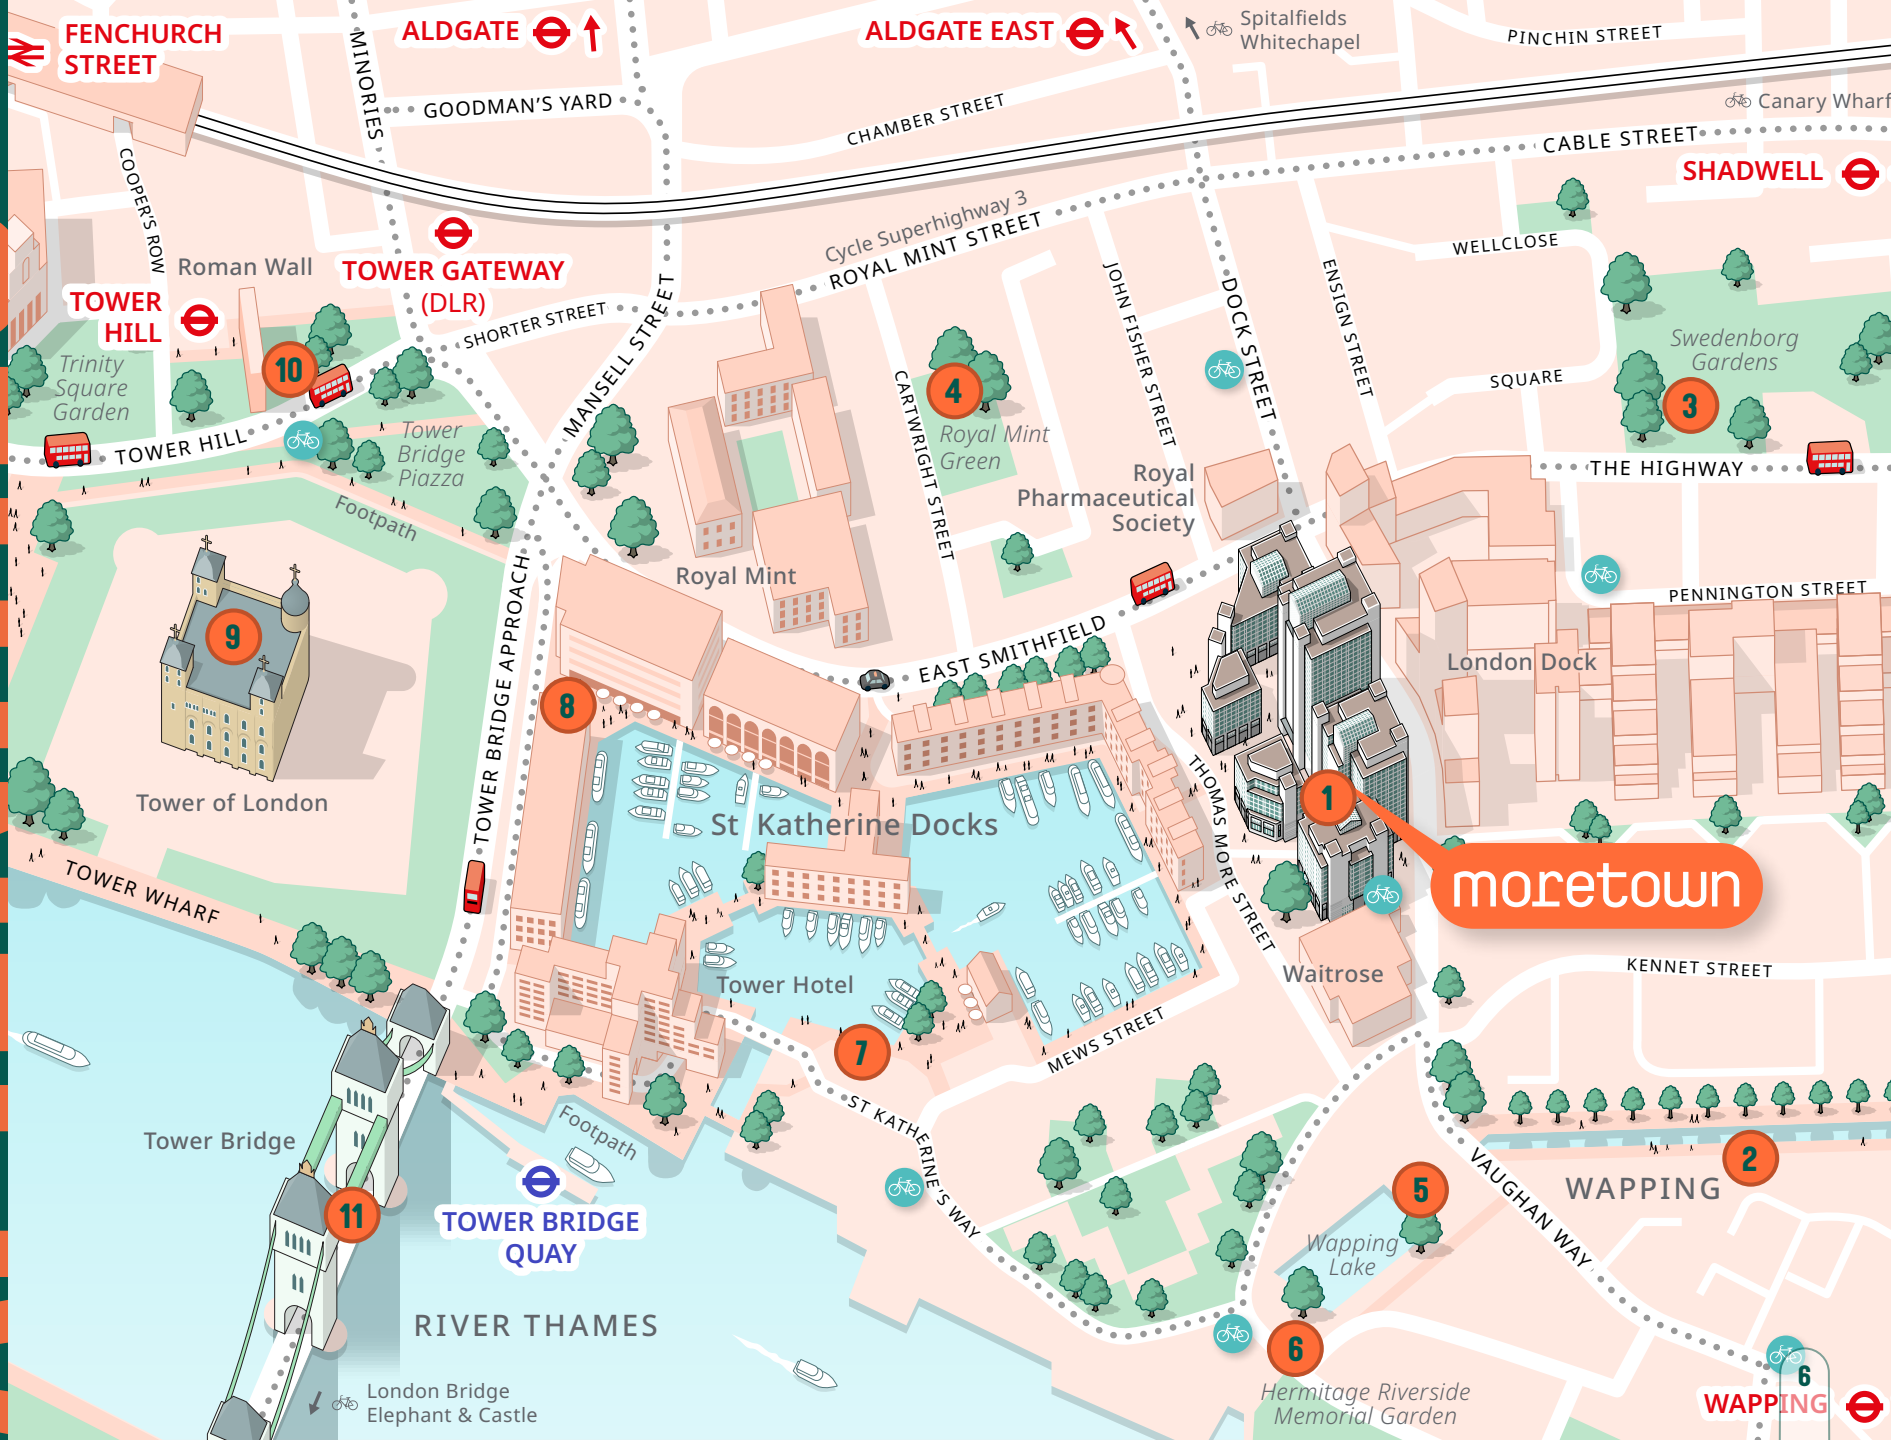 FENCHURCH
STREET
ALDGATE
ALDGATE EAST
Spitalfields
Whitechapel
PINCHIN STREET
MINORIES
GOODMAN'S YARD
CHAMBER STREET
Canary Wharf
CABLE STREET
SHADWELL
COOPER'S ROW
Roman Wall
TOWER GATEWAY
(DLR)
TOWER
HILL
Cycle Superhighway 3
ROYAL MINT STREET
WELLCLOSE
SHORTER STREET
MANSELL STREET
JOHN FISHER STREET
DOCK STREET
ENSIGN STREET
Swedenborg
Gardens
Trinity
Square
Garden
10
CARTWRIGHT STREET
4
SQUARE
3
TOWER HILL
Tower
Bridge
Piazza
Royal Mint
Green
THE HIGHWAY
Footpath
Royal
Pharmaceutical
Society
Royal Mint
PENNINGTON STREET
9
TOWER BRIDGE APPROACH
EAST SMITHFIELD
London Dock
8
Tower of London
St Katherine Docks
THOMAS MORE STREET
1
moretown
TOWER WHARF
Tower Hotel
Waitrose
KENNET STREET
7
MEWS STREET
ST KATHERINE'S WAY
Tower Bridge
Footpath
2
VAUGHAN WAY
WAPPING
5
11
TOWER BRIDGE
QUAY
Wapping
Lake
RIVER THAMES
6
London Bridge
Elephant & Castle
Hermitage Riverside
Memorial Garden
6
WAPPING